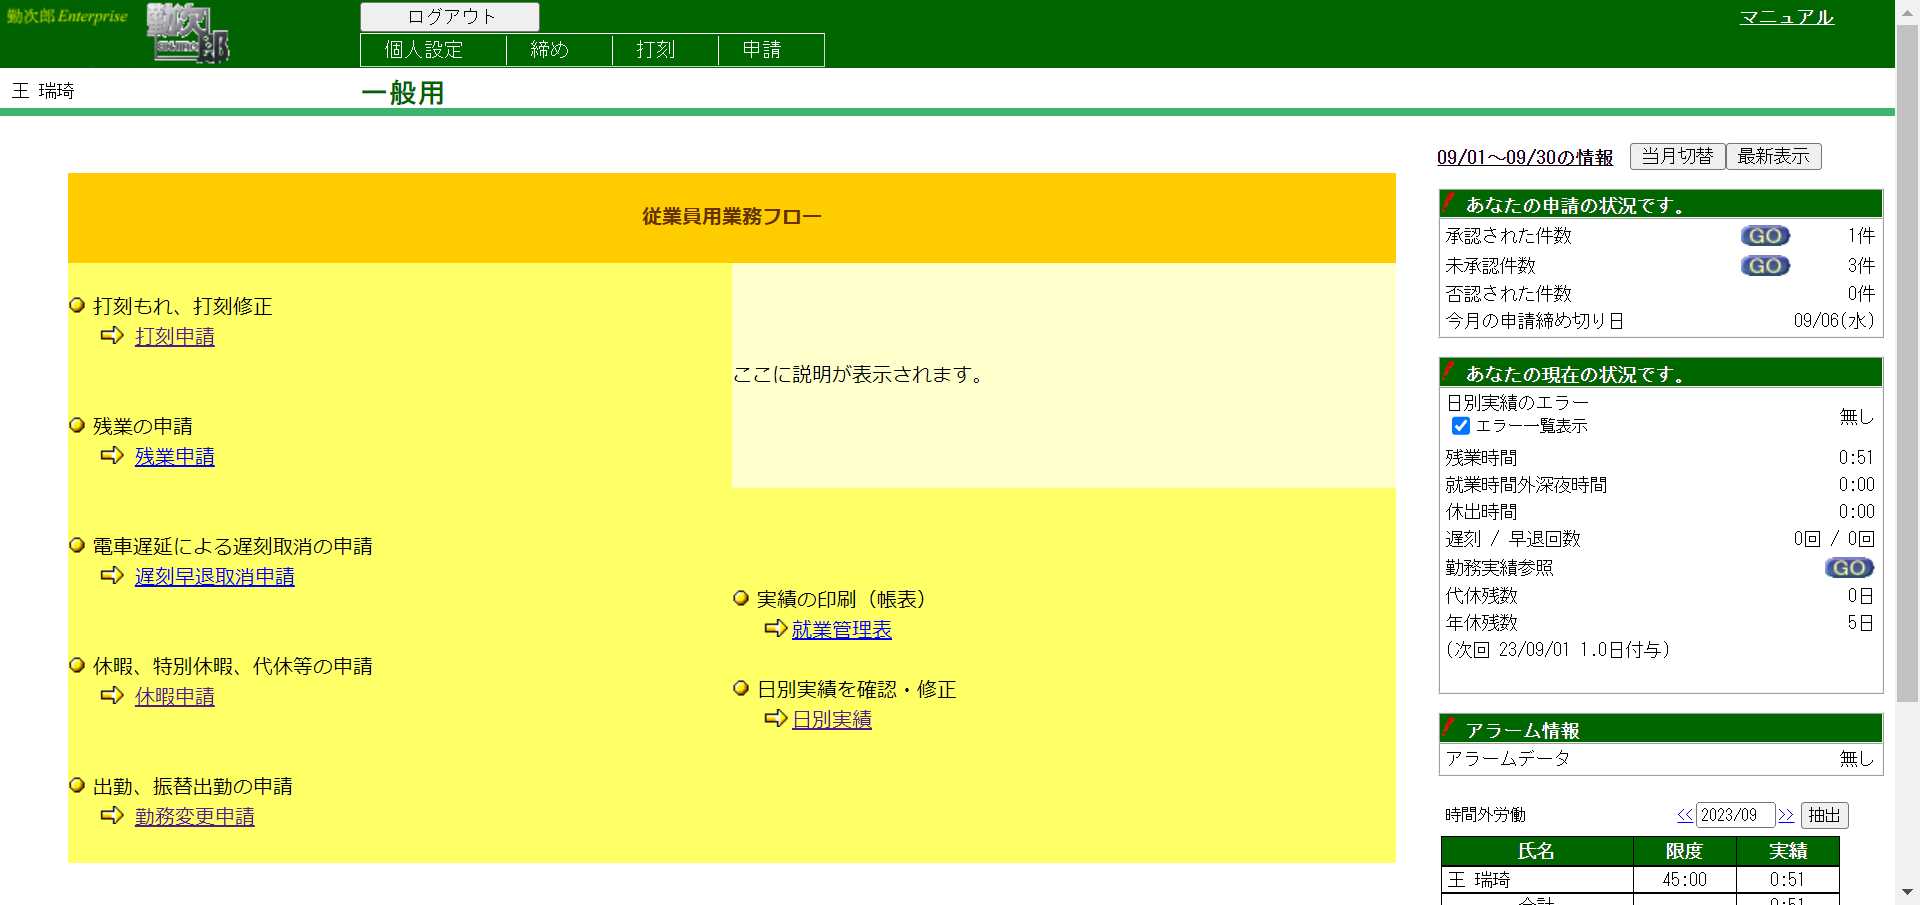 勤次郎 Enterprise
勤次郎
ログアウト
マニュアル
個人設定 締め 打刻 申請
王 瑞琦
一般用
09/01～09/30の情報 当月切替 最新表示
従業員用業務フロー
打刻もれ、打刻修正
打刻申請
残業の申請
残業申請
電車遅延による遅刻取消の申請
遅刻早退取消申請
休暇、特別休暇、代休等の申請
休暇申請
出勤、振替出勤の申請
勤務変更申請
ここに説明が表示されます。
実績の印刷（帳表）
就業管理表
日別実績を確認・修正
日別実績
あなたの申請の状況です。
承認された件数 GO 1件
未承認件数 GO 3件
否認された件数 0件
今月の申請締め切り日 09/06(水)
あなたの現在の状況です。
日別実績のエラー 無し
エラー一覧表示
残業時間 0:51
就業時間外深夜時間 0:00
休出時間 0:00
遅刻 / 早退回数 0回 / 0回
勤務実績参照 GO
代休残数 0日
年休残数 5日
(次回 23/09/01 1.0日付与)
アラーム情報
アラームデータ 無し
時間外労働 << 2023/09 >> 抽出
氏名 限度 実績
王 瑞琦 45:00 0:51
合計 0:51